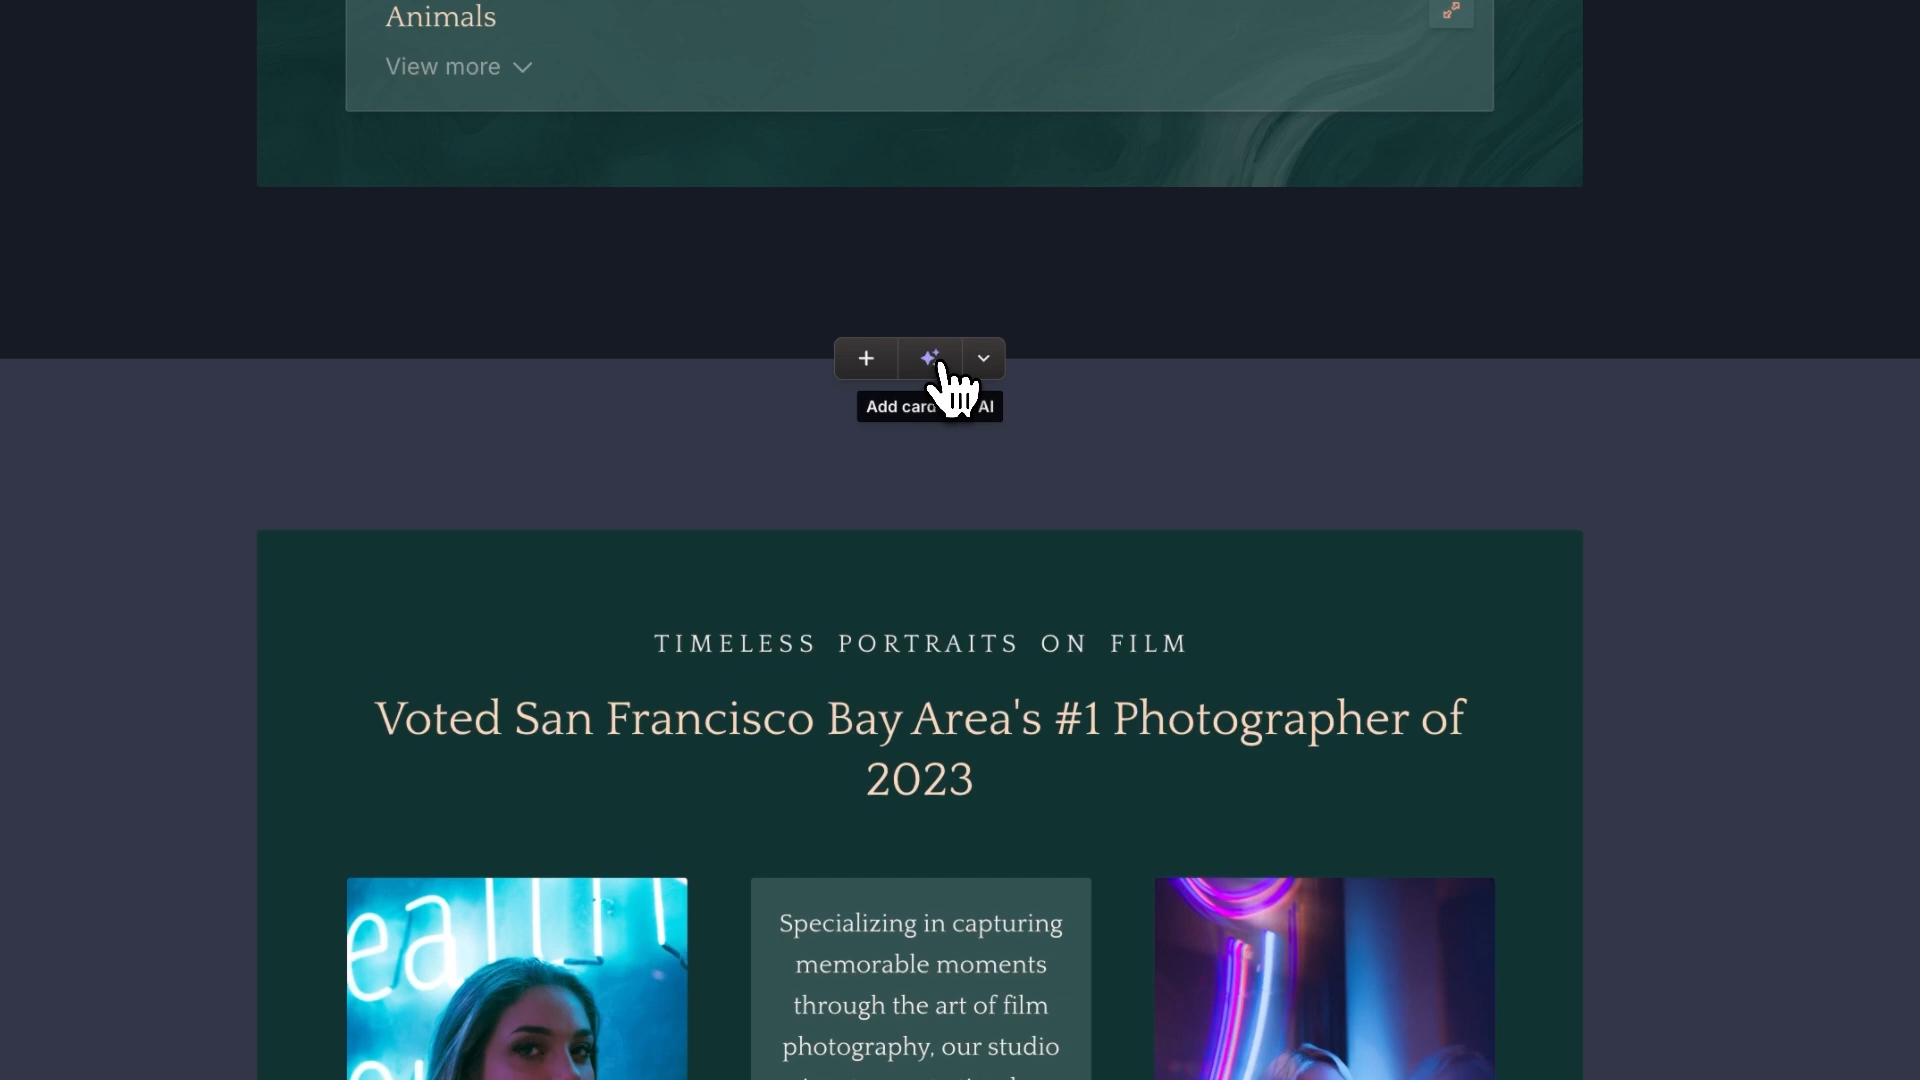 Animals
View more
Add card AI
TIMELESS PORTRAITS ON FILM
Voted San Francisco Bay Area's #1 Photographer of
2023
Specializing in capturing
memorable moments
through the art of film
photography, our studio